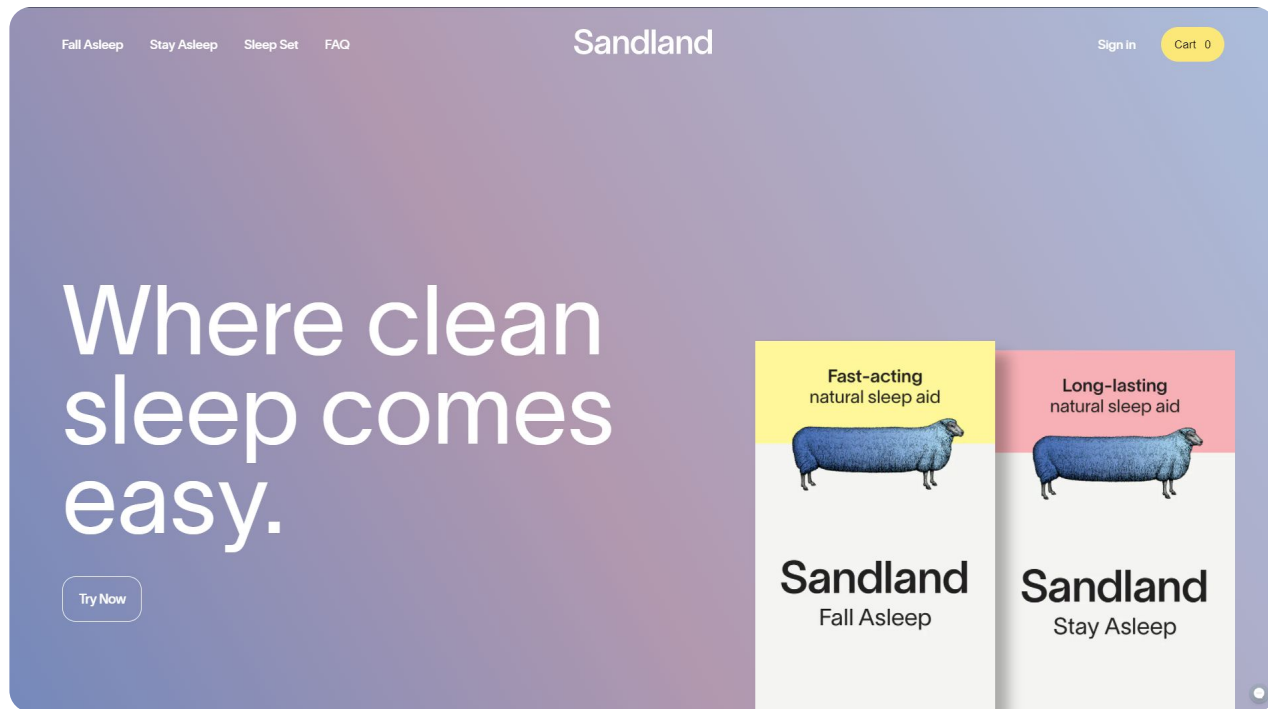 Fall Asleep
Stay Asleep
Sleep Set
FAQ
Sandland
Sign in
Cart 0
Where clean
sleep comes
easy.
Try Now
Fast-acting
natural sleep aid
Sandland
Fall Asleep
Long-lasting
natural sleep aid
Sandland
Stay Asleep